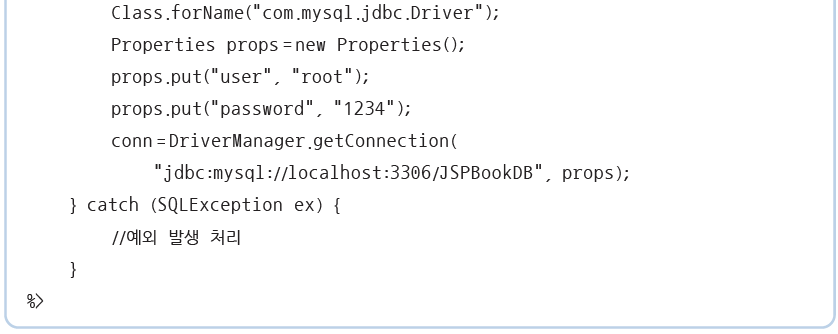 Class.forName("com.mysql.jdbc.Driver");
Properties props=new Properties();
props.put("user", "root");
props.put("password", "1234");
conn=DriverManager.getConnection(
"jdbc:mysql://localhost:3306/JSPBookDB", props);
} catch (SQLException ex) {
//예외 발생 처리
}
%>